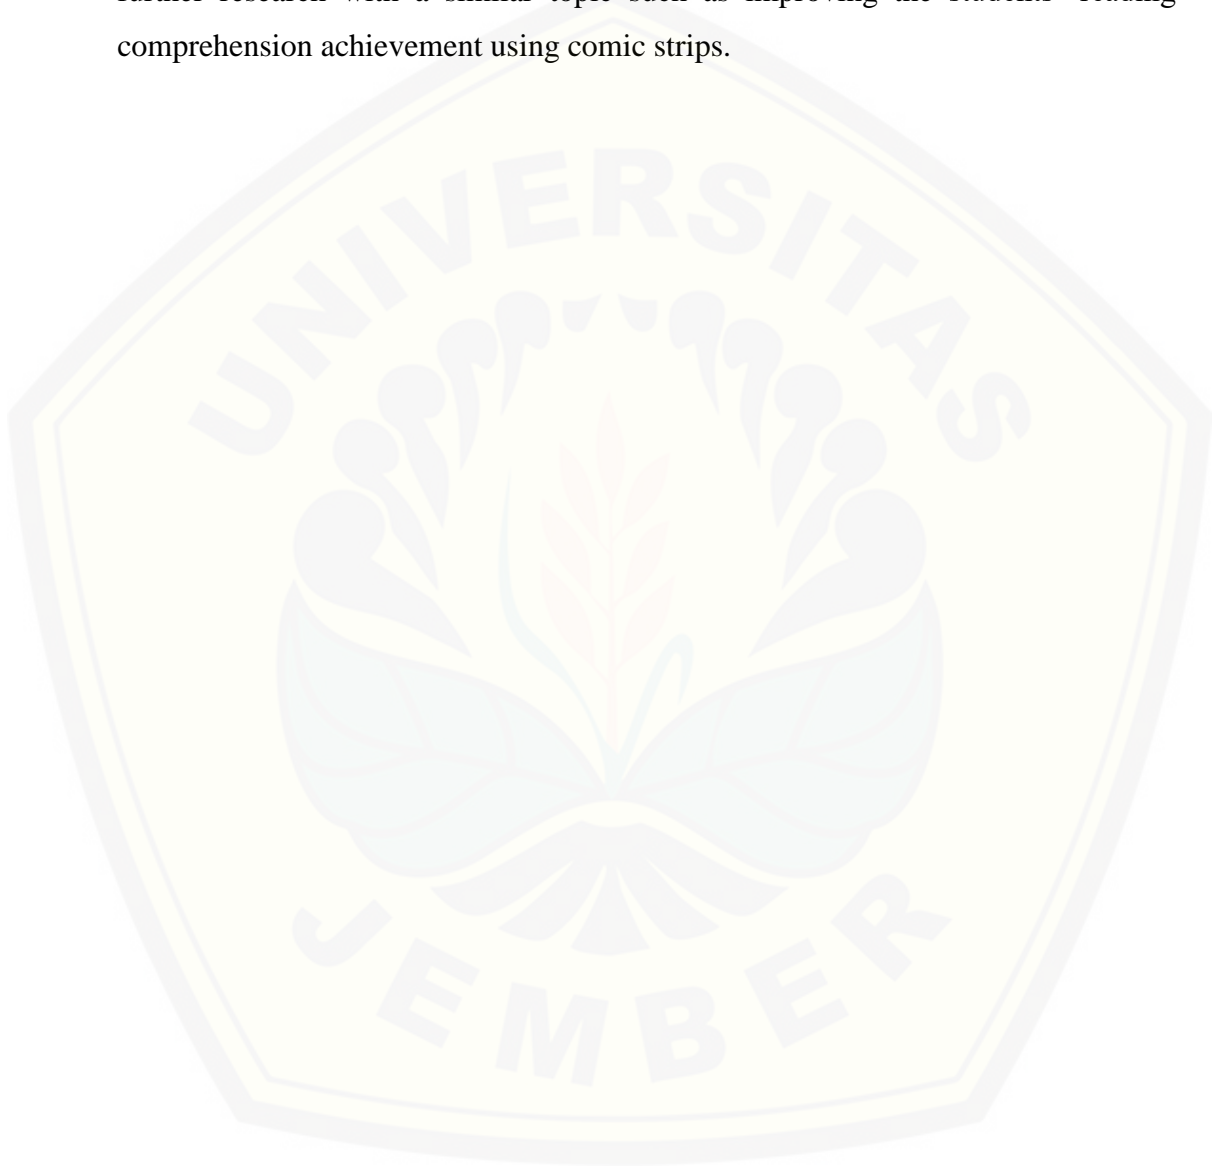 further research with a similar topic such as improving the students' reading
comprehension achievement using comic strips.
UNIVERSITAS
JEMBER